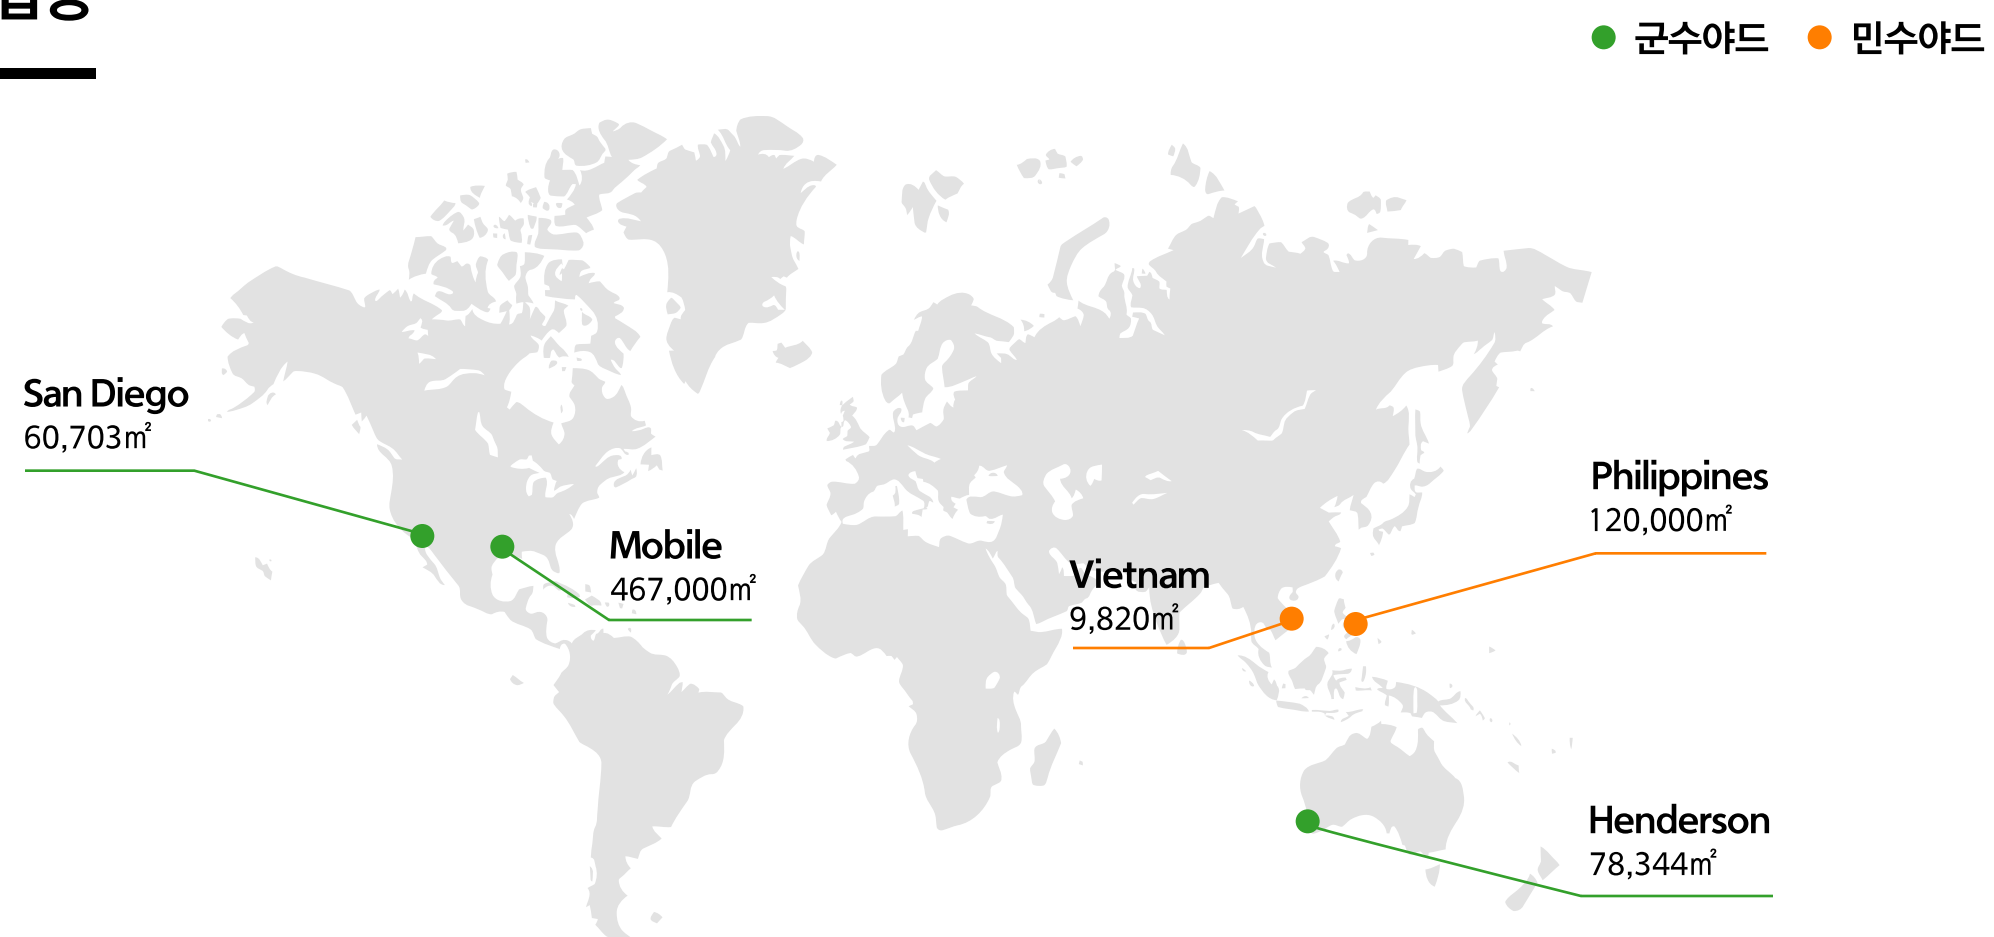 군수야드 민수야드
San Diego
60,703㎡
Mobile
467,000㎡
Vietnam
9,820㎡
Philippines
120,000㎡
Henderson
78,344㎡